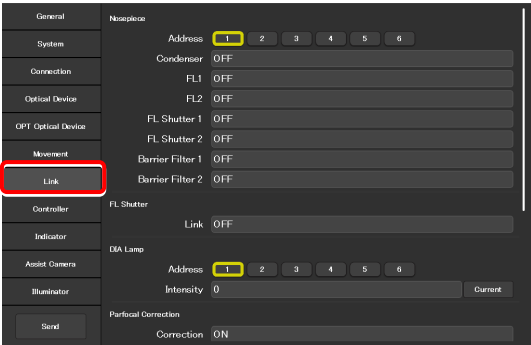 General
System
Connection
Optical Device
OPT Optical Device
Movement
Link
Controller
Indicator
Assist Camera
Illuminator
Send
Nosepiece
Address 1 2 3 4 5 6
Condenser OFF
FL1 OFF
FL2 OFF
FL Shutter 1 OFF
FL Shutter 2 OFF
Barrier Filter 1 OFF
Barrier Filter 2 OFF
FL Shutter
Link OFF
DIA Lamp
Address 1 2 3 4 5 6
Intensity 0 Current
Parfocal Correction
Correction ON